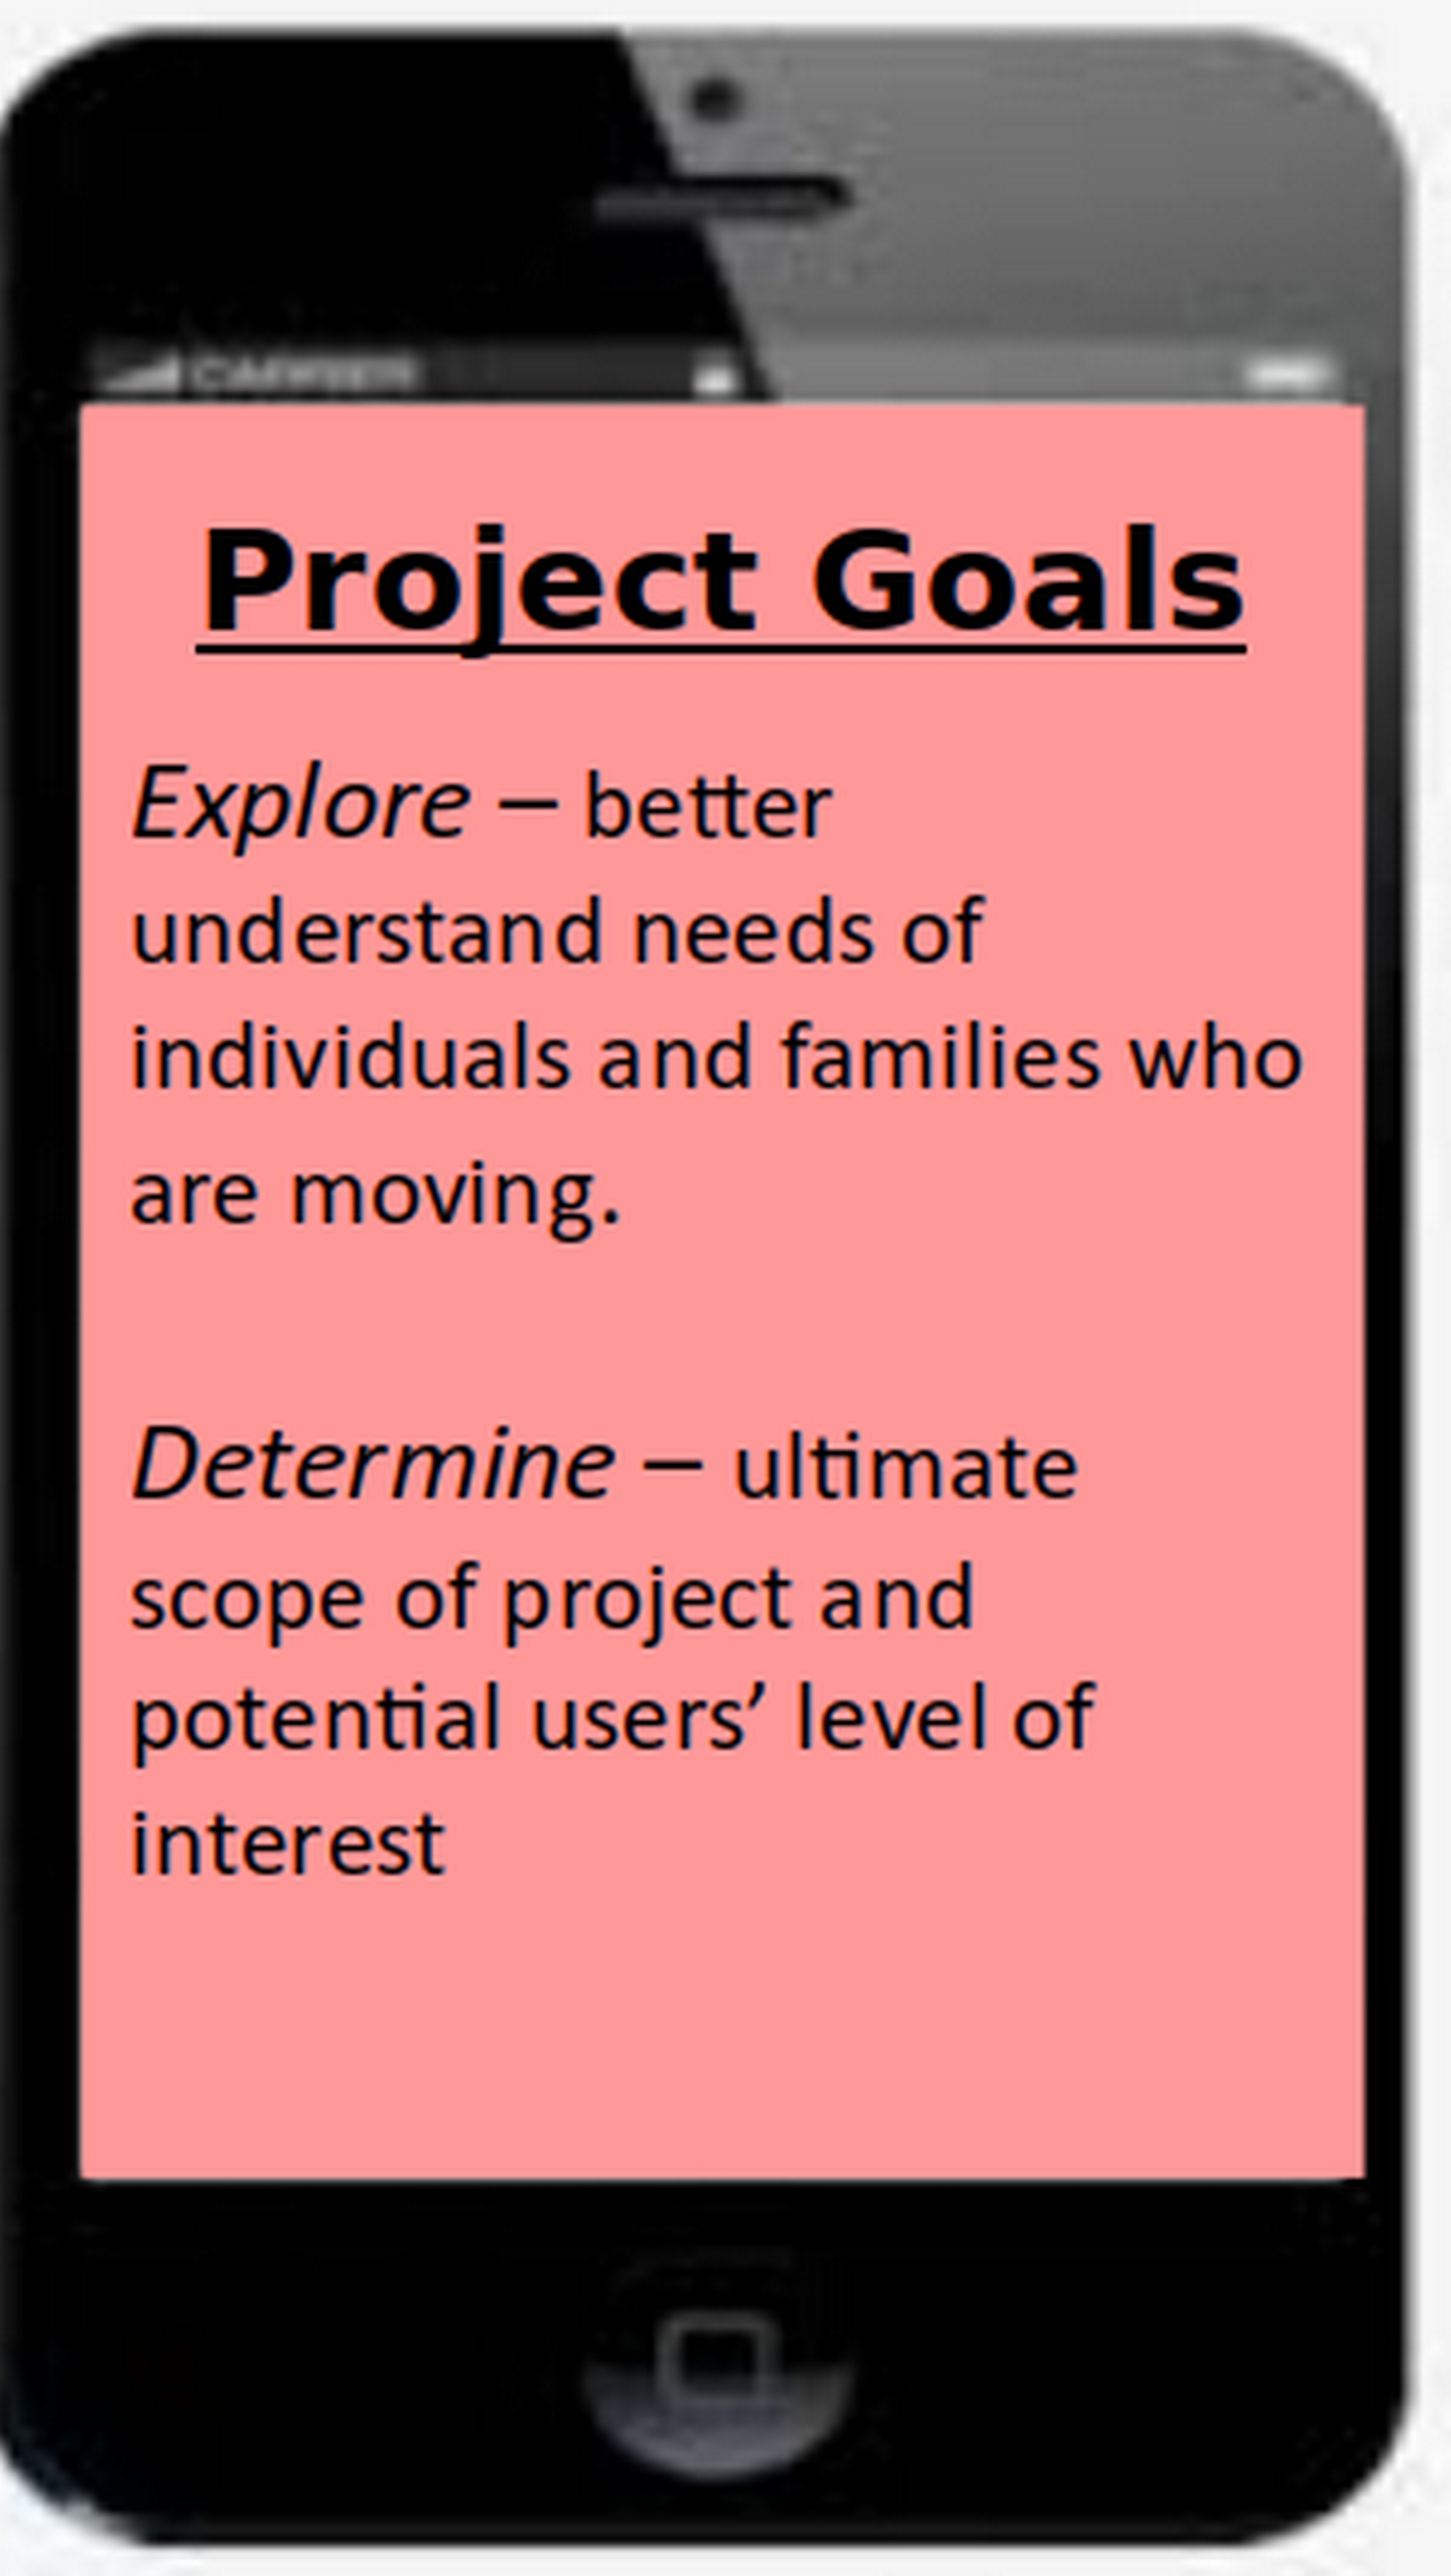 Project Goals
Explore – better
understand needs of
individuals and families who
are moving.
Determine – ultimate
scope of project and
potential users’ level of
interest